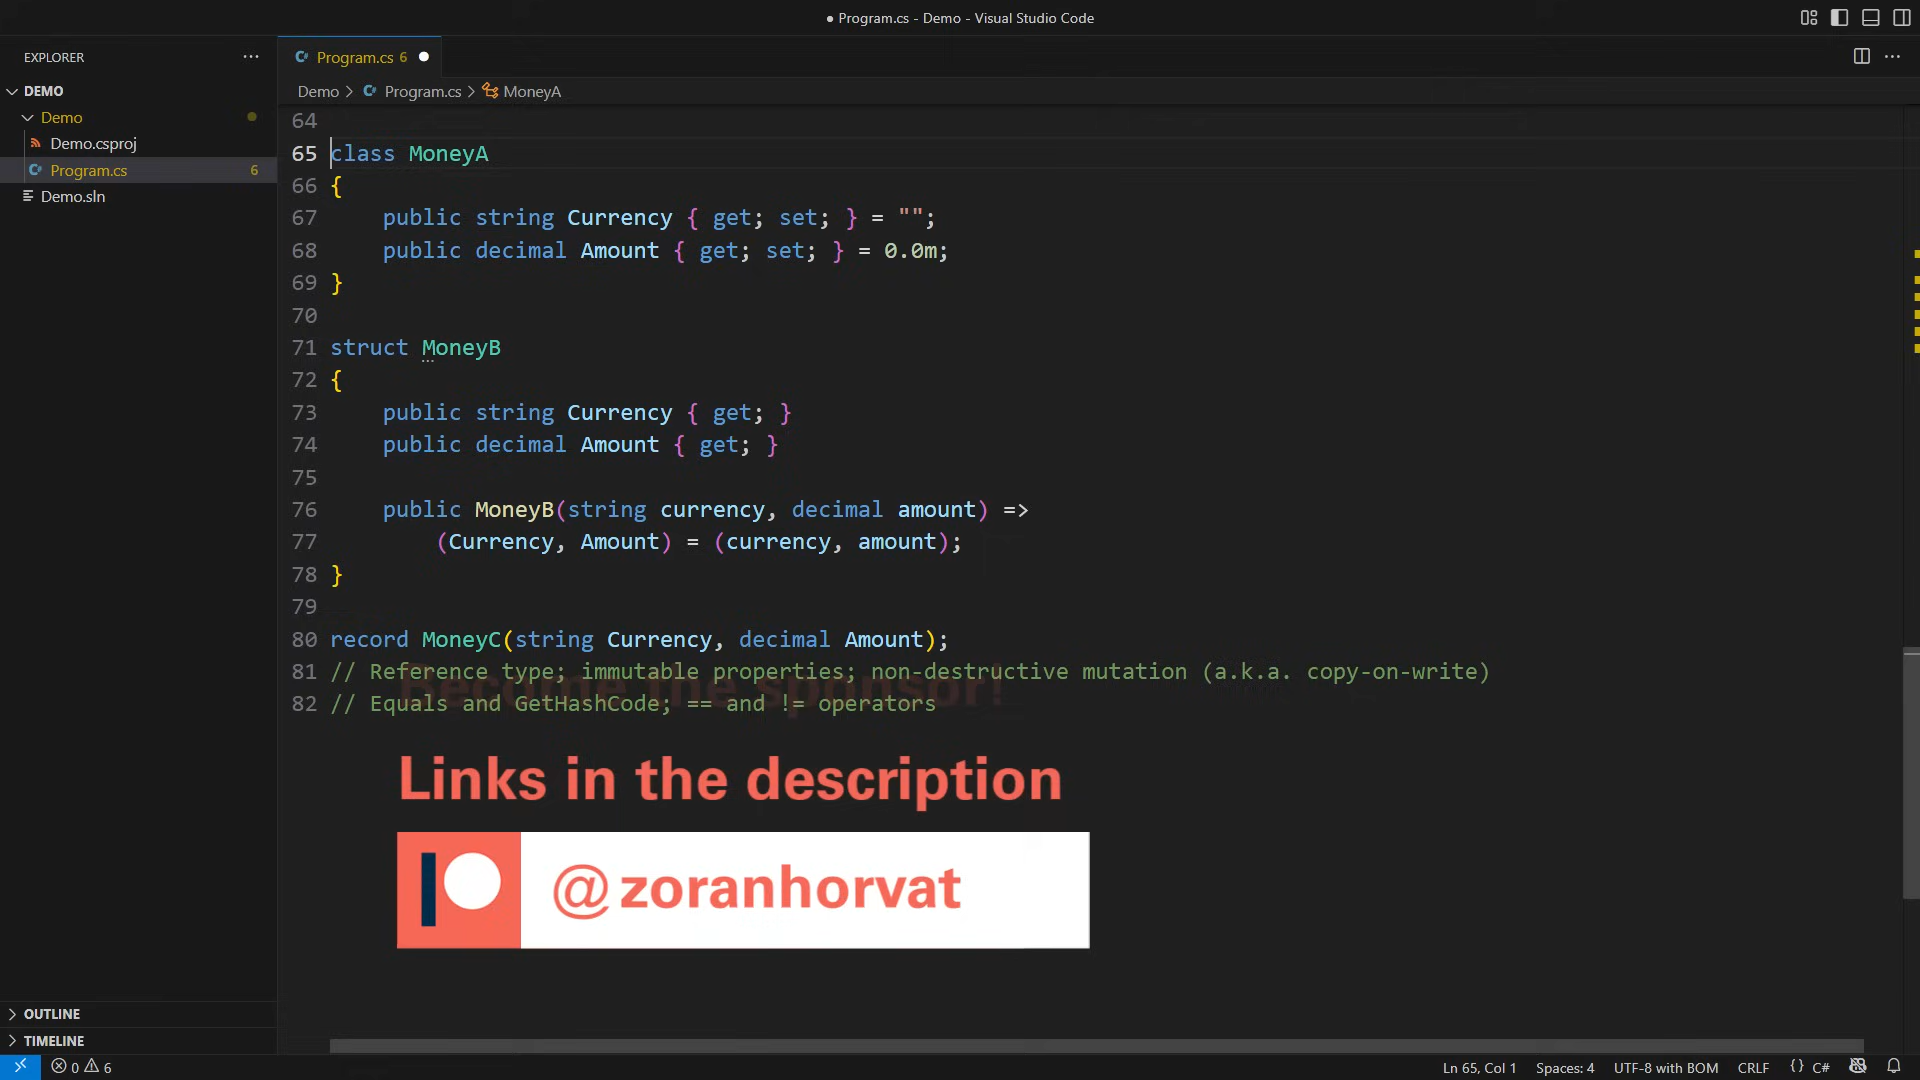 ● Program.cs - Demo - Visual Studio Code
EXPLORER
DEMO
Demo
Demo.csproj
Program.cs 6
Demo.sln
OUTLINE
TIMELINE
Program.cs 6
Demo > Program.cs > MoneyA
64
65 class MoneyA
66 {
67     public string Currency { get; set; } = "";
68     public decimal Amount { get; set; } = 0.0m;
69 }
70
71 struct MoneyB
72 {
73     public string Currency { get; }
74     public decimal Amount { get; }
75
76     public MoneyB(string currency, decimal amount) =>
77         (Currency, Amount) = (currency, amount);
78 }
79
80 record MoneyC(string Currency, decimal Amount);
81 // Reference type; immutable properties; non-destructive mutation (a.k.a. copy-on-write)
82 // Equals and GetHashCode; == and != operators
Become the sponsor!
Links in the description
@zoranhorvat
0 6
Ln 65, Col 1 Spaces: 4 UTF-8 with BOM CRLF {} C#